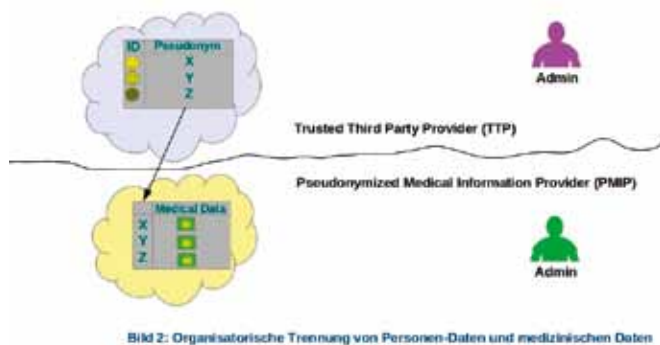 ID Pseudonym
X
Y
Z
Admin
Trusted Third Party Provider (TTP)
Pseudonymized Medical Information Provider (PMIP)
Medical Data
X
Y
Z
Admin
Bild 2: Organisatorische Trennung von Personen-Daten und medizinischen Daten